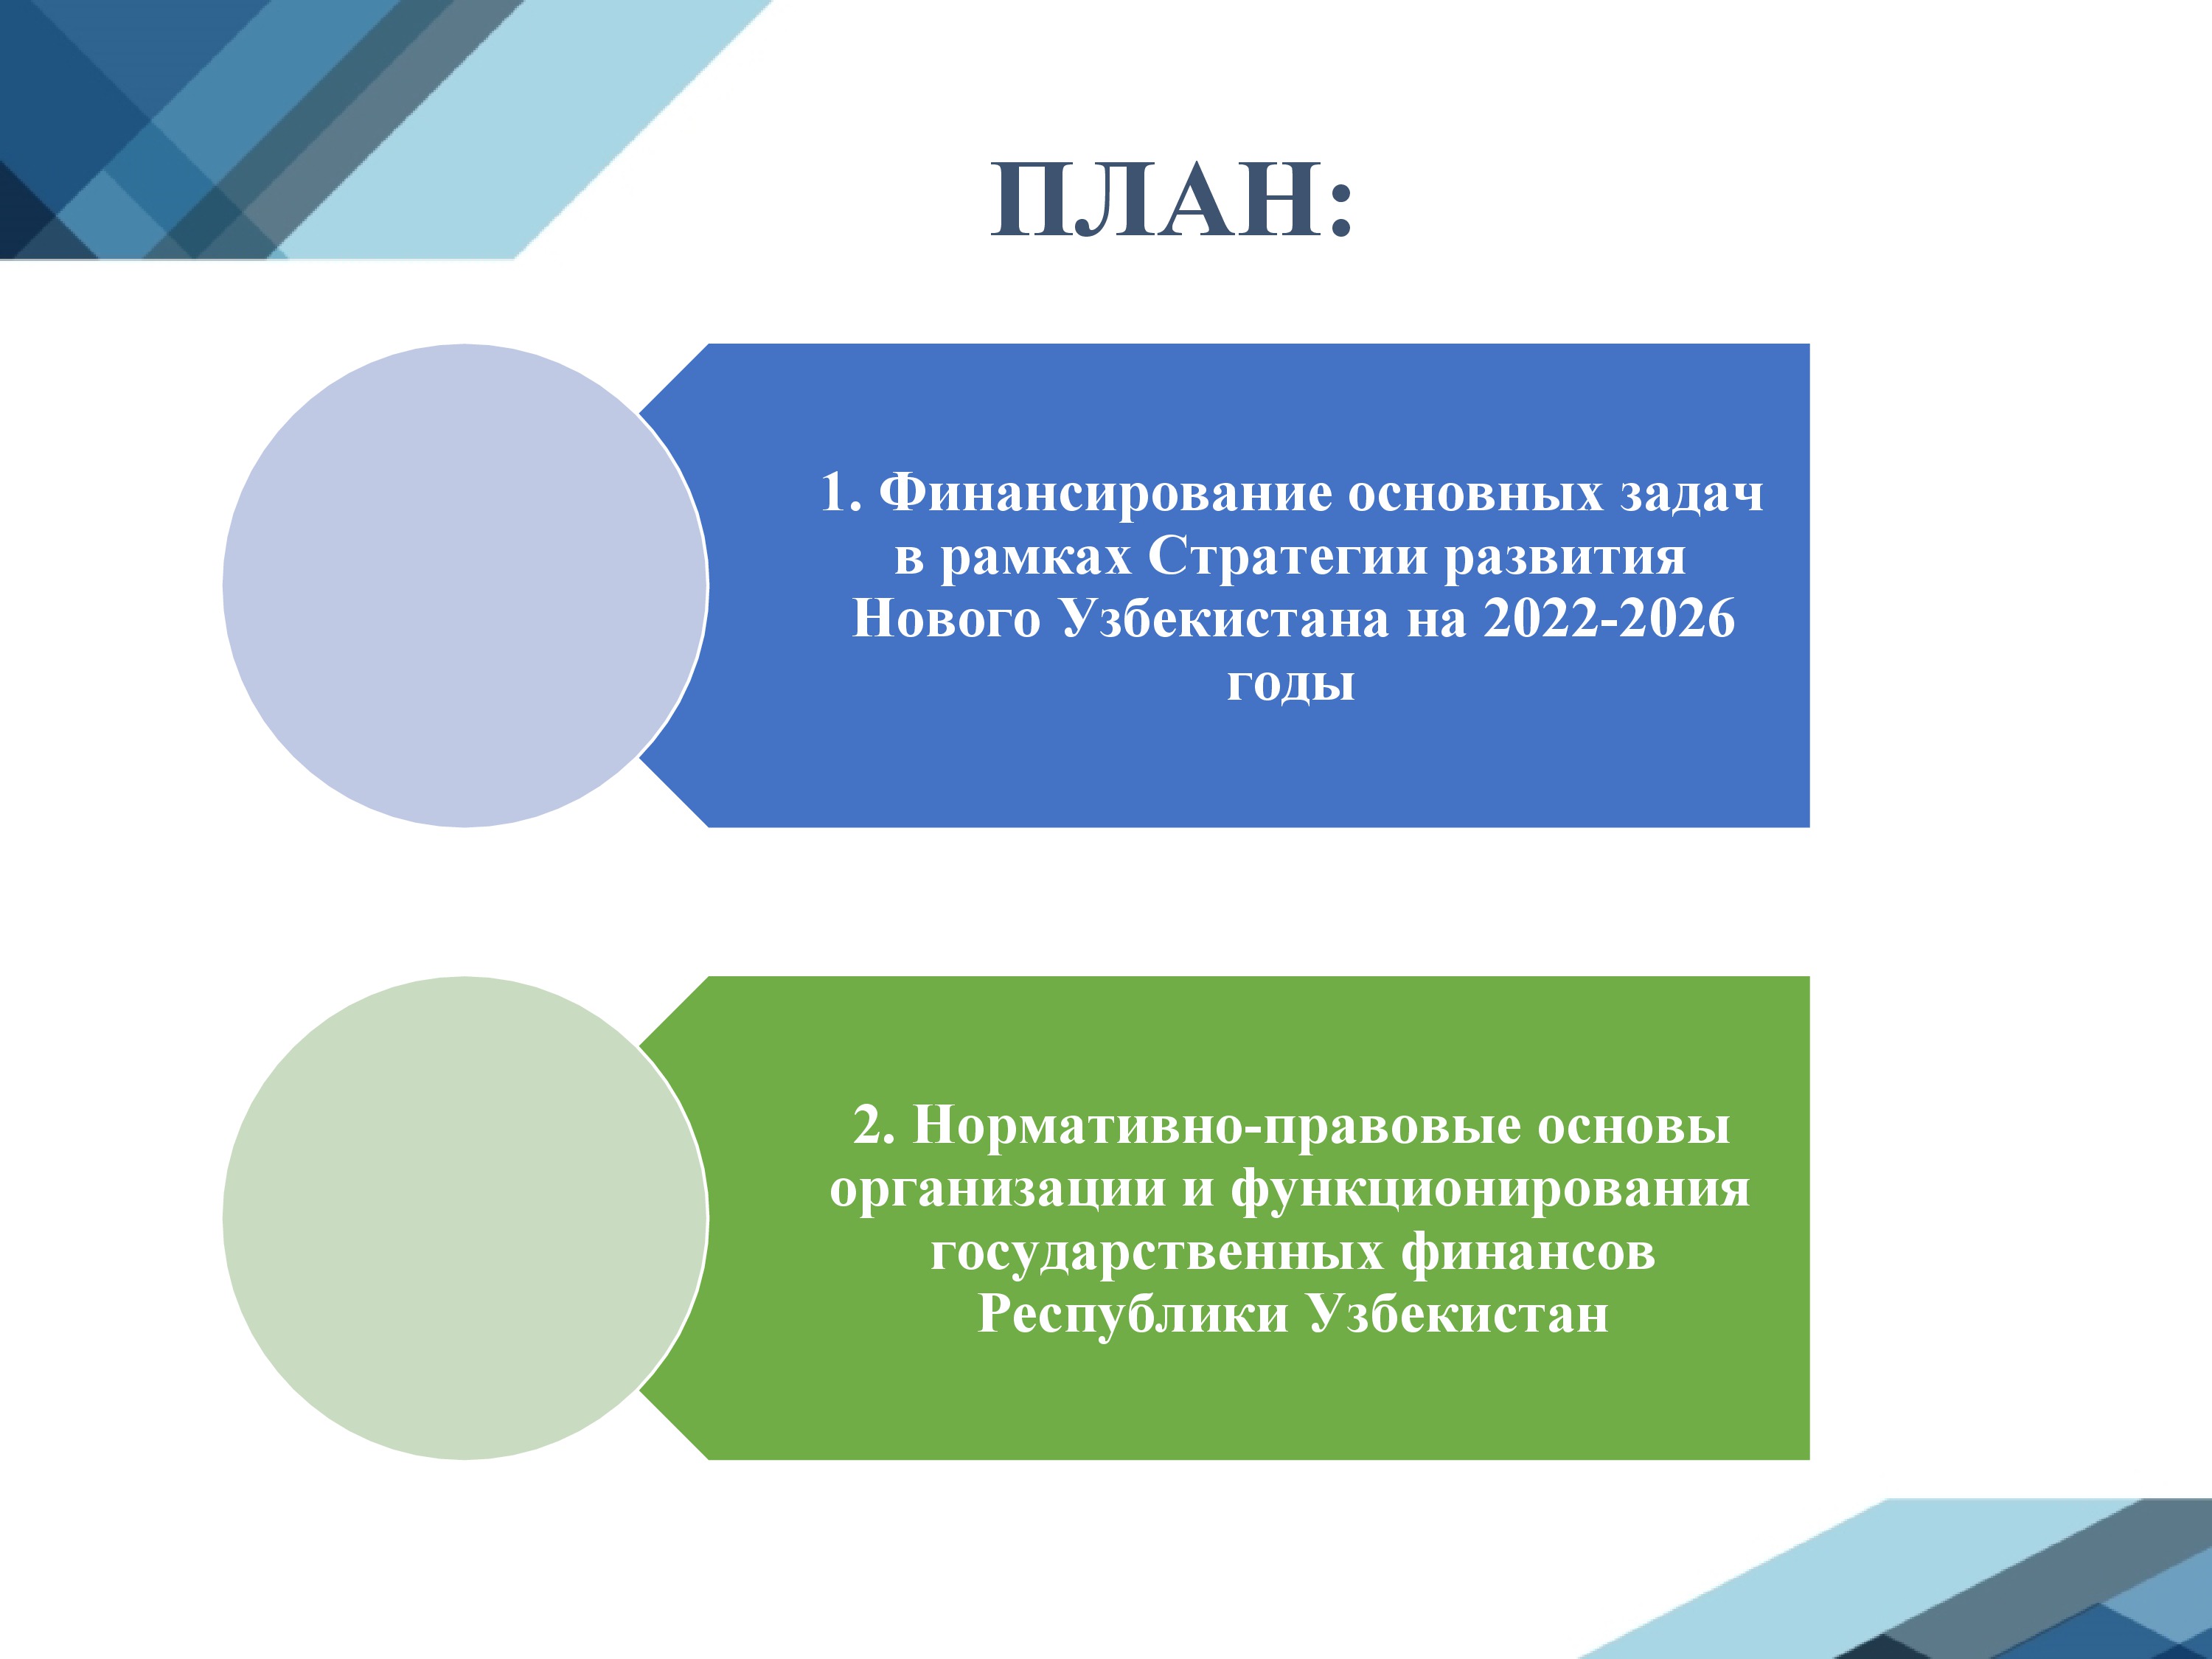 ПЛАН:
1. Финансирование основных задач
в рамках Стратегии развития
Нового Узбекистана на 2022-2026
годы
2. Нормативно-правовые основы
организации и функционирования
государственных финансов
Республики Узбекистан